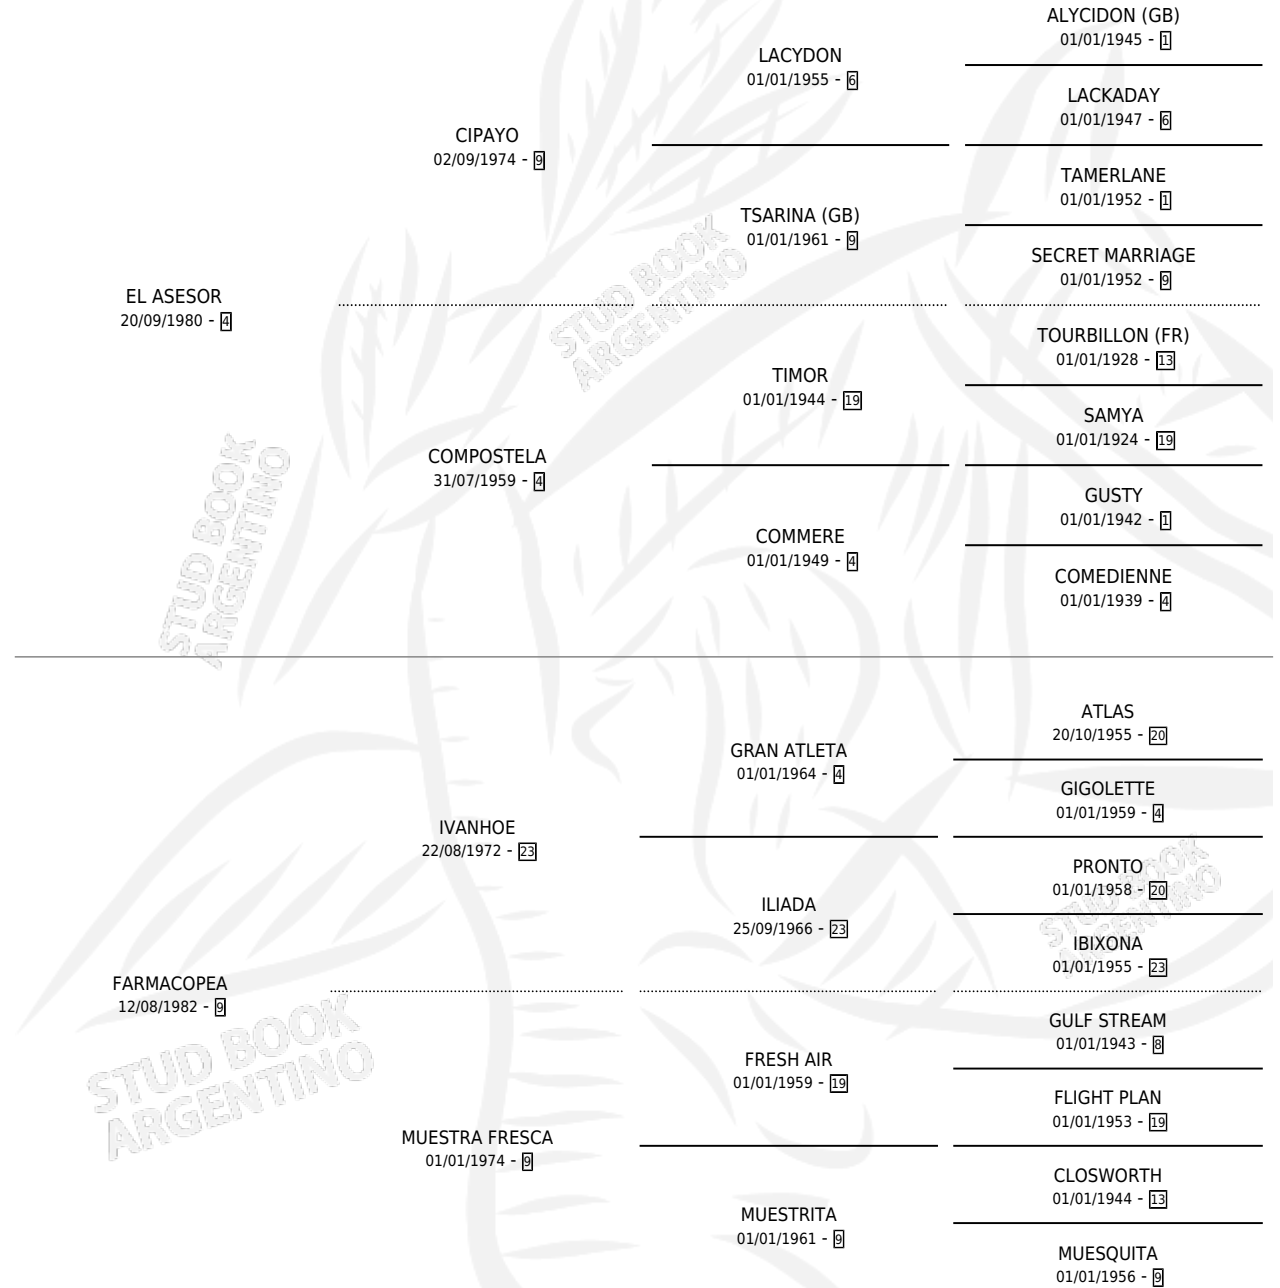 ALYCIDON (GB)
01/01/1945 - 1
LACYDON
01/01/1955 - 6
LACKADAY
01/01/1947 - 6
CIPAYO
02/09/1974 - 9
TAMERLANE
01/01/1952 - 1
TSARINA (GB)
01/01/1961 - 9
SECRET MARRIAGE
01/01/1952 - 9
EL ASESOR
20/09/1980 - 4
TOURBILLON (FR)
01/01/1928 - 13
TIMOR
01/01/1944 - 19
SAMYA
01/01/1924 - 19
COMPOSTELA
31/07/1959 - 4
GUSTY
01/01/1942 - 1
COMMERE
01/01/1949 - 4
COMEDIENNE
01/01/1939 - 4
STUD BOOK
ARGENTINO
STUD BOOK
ARGENTINO
ATLAS
20/10/1955 - 20
GRAN ATLETA
01/01/1964 - 4
GIGOLETTE
01/01/1959 - 4
IVANHOE
22/08/1972 - 23
PRONTO
01/01/1958 - 20
ILIADA
25/09/1966 - 23
IBIXONA
01/01/1955 - 23
STUD BOOK
ARGENTINO
FARMACOPEA
12/08/1982 - 9
GULF STREAM
01/01/1943 - 8
FRESH AIR
01/01/1959 - 19
FLIGHT PLAN
01/01/1953 - 19
STUD BOOK
ARGENTINO
MUESTRA FRESCA
01/01/1974 - 9
CLOSWORTH
01/01/1944 - 13
MUESTRITA
01/01/1961 - 9
MUESQUITA
01/01/1956 - 9